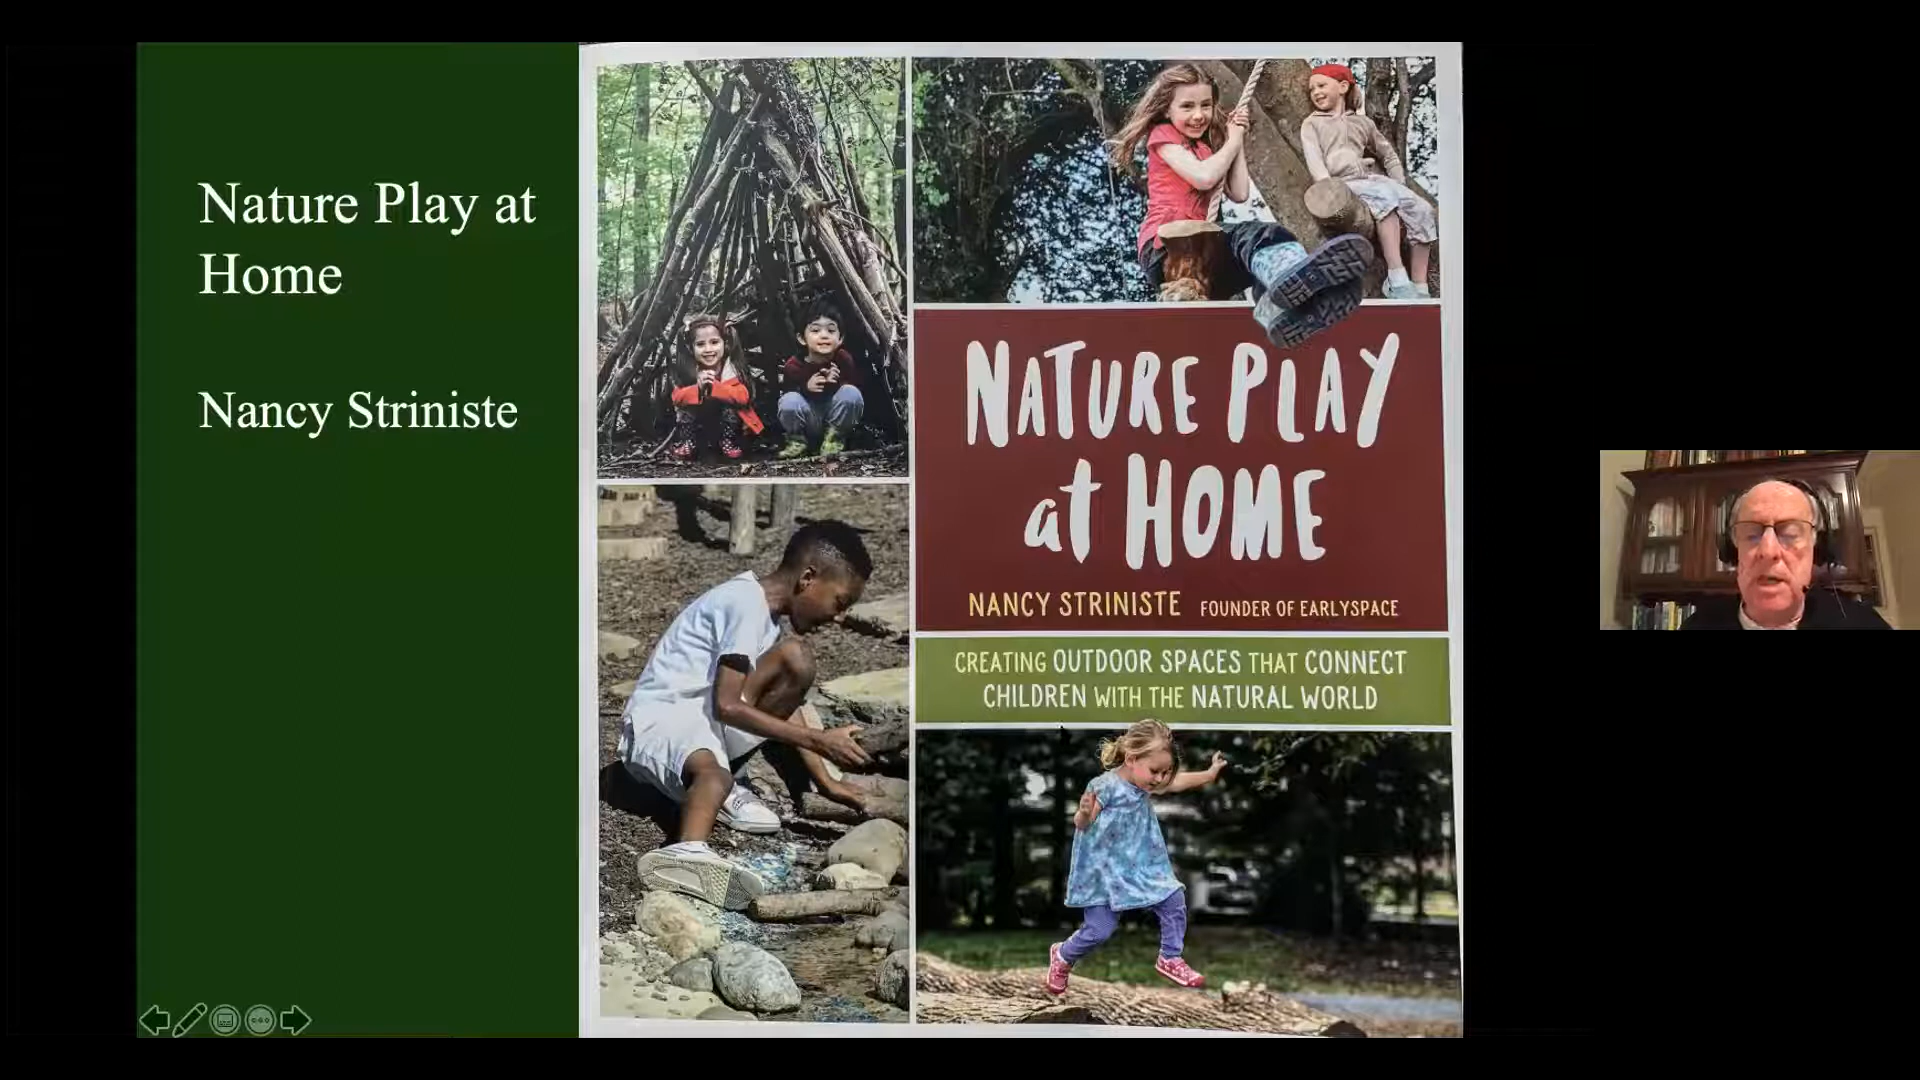 Nature Play at
Home
Nancy Striniste
NATURE PLAY
at HOME
NANCY STRINISTE FOUNDER OF EARLYSPACE
CREATING OUTDOOR SPACES THAT CONNECT
CHILDREN WITH THE NATURAL WORLD